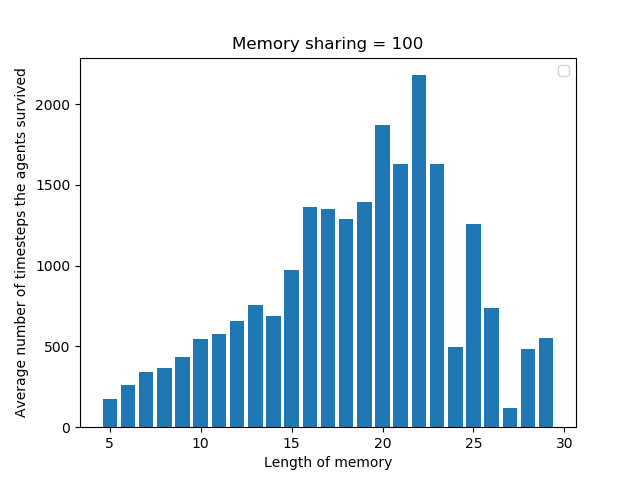 Memory sharing = 100
Average number of timesteps the agents survived
2000
1500
1000
500
0
5 10 15 20 25 30
Length of memory